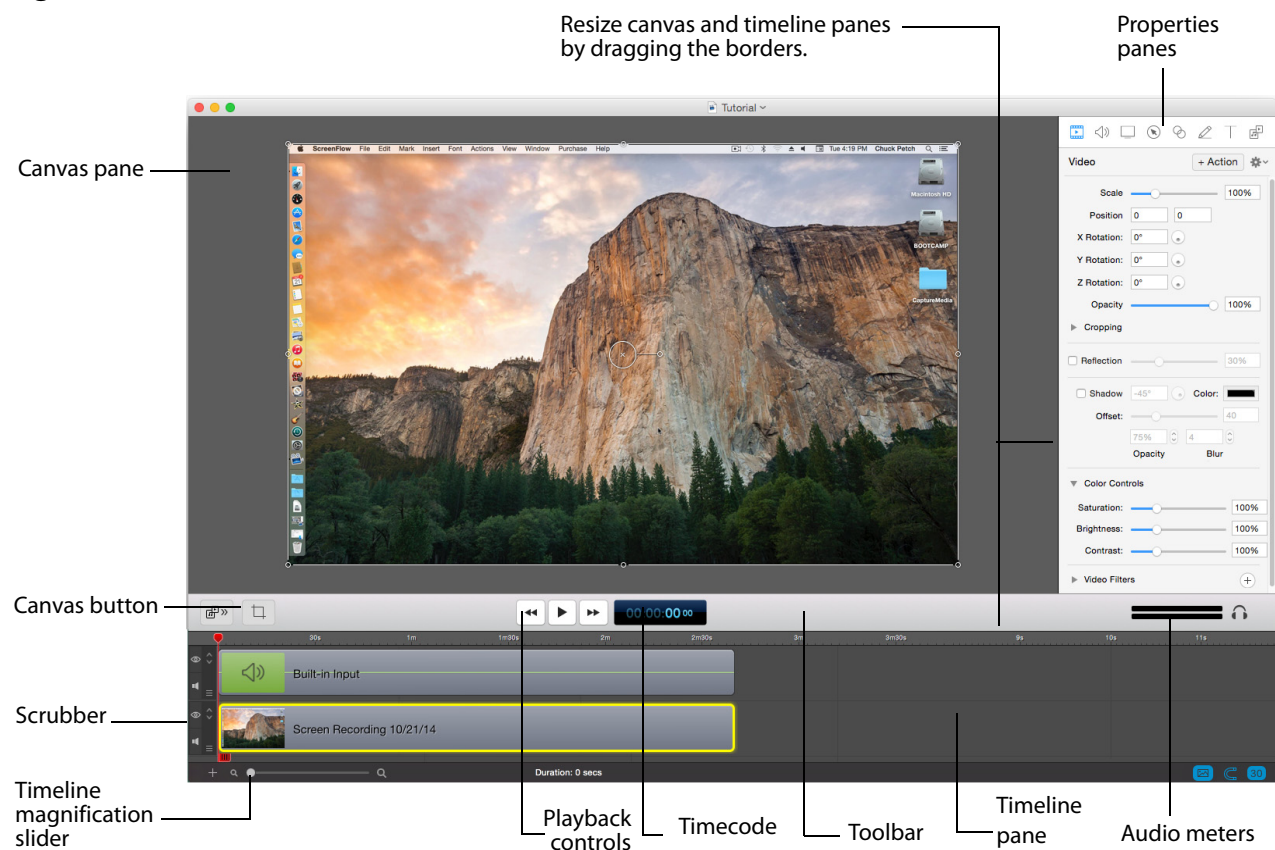 Resize canvas and timeline panes
by dragging the borders.
Properties
panes
Tutorial
Canvas pane
ScreenFlow File Edit Mark Insert Font Actions View Window Purchase Help
Tue 4:19 PM Chuck Petch
Macintosh HD
BOOTCAMP
CaptureMedia
Video
+ Action
Scale 100%
Position 0 0
X Rotation: 0°
Y Rotation: 0°
Z Rotation: 0°
Opacity 100%
Cropping
Reflection 30%
Shadow -45° Color:
Offset: 40
75% 4
Opacity Blur
Color Controls
Saturation: 100%
Brightness: 100%
Contrast: 100%
Video Filters
Canvas button
00 00:00 00
30s 1m 1m30s 2m 2m30s 3m 3m30s 9s 10s 11s
Built-in Input
Scrubber
Screen Recording 10/21/14
Duration: 0 secs
30
Timeline
magnification
slider
Playback
controls
Timecode
Toolbar
Timeline
pane
Audio meters